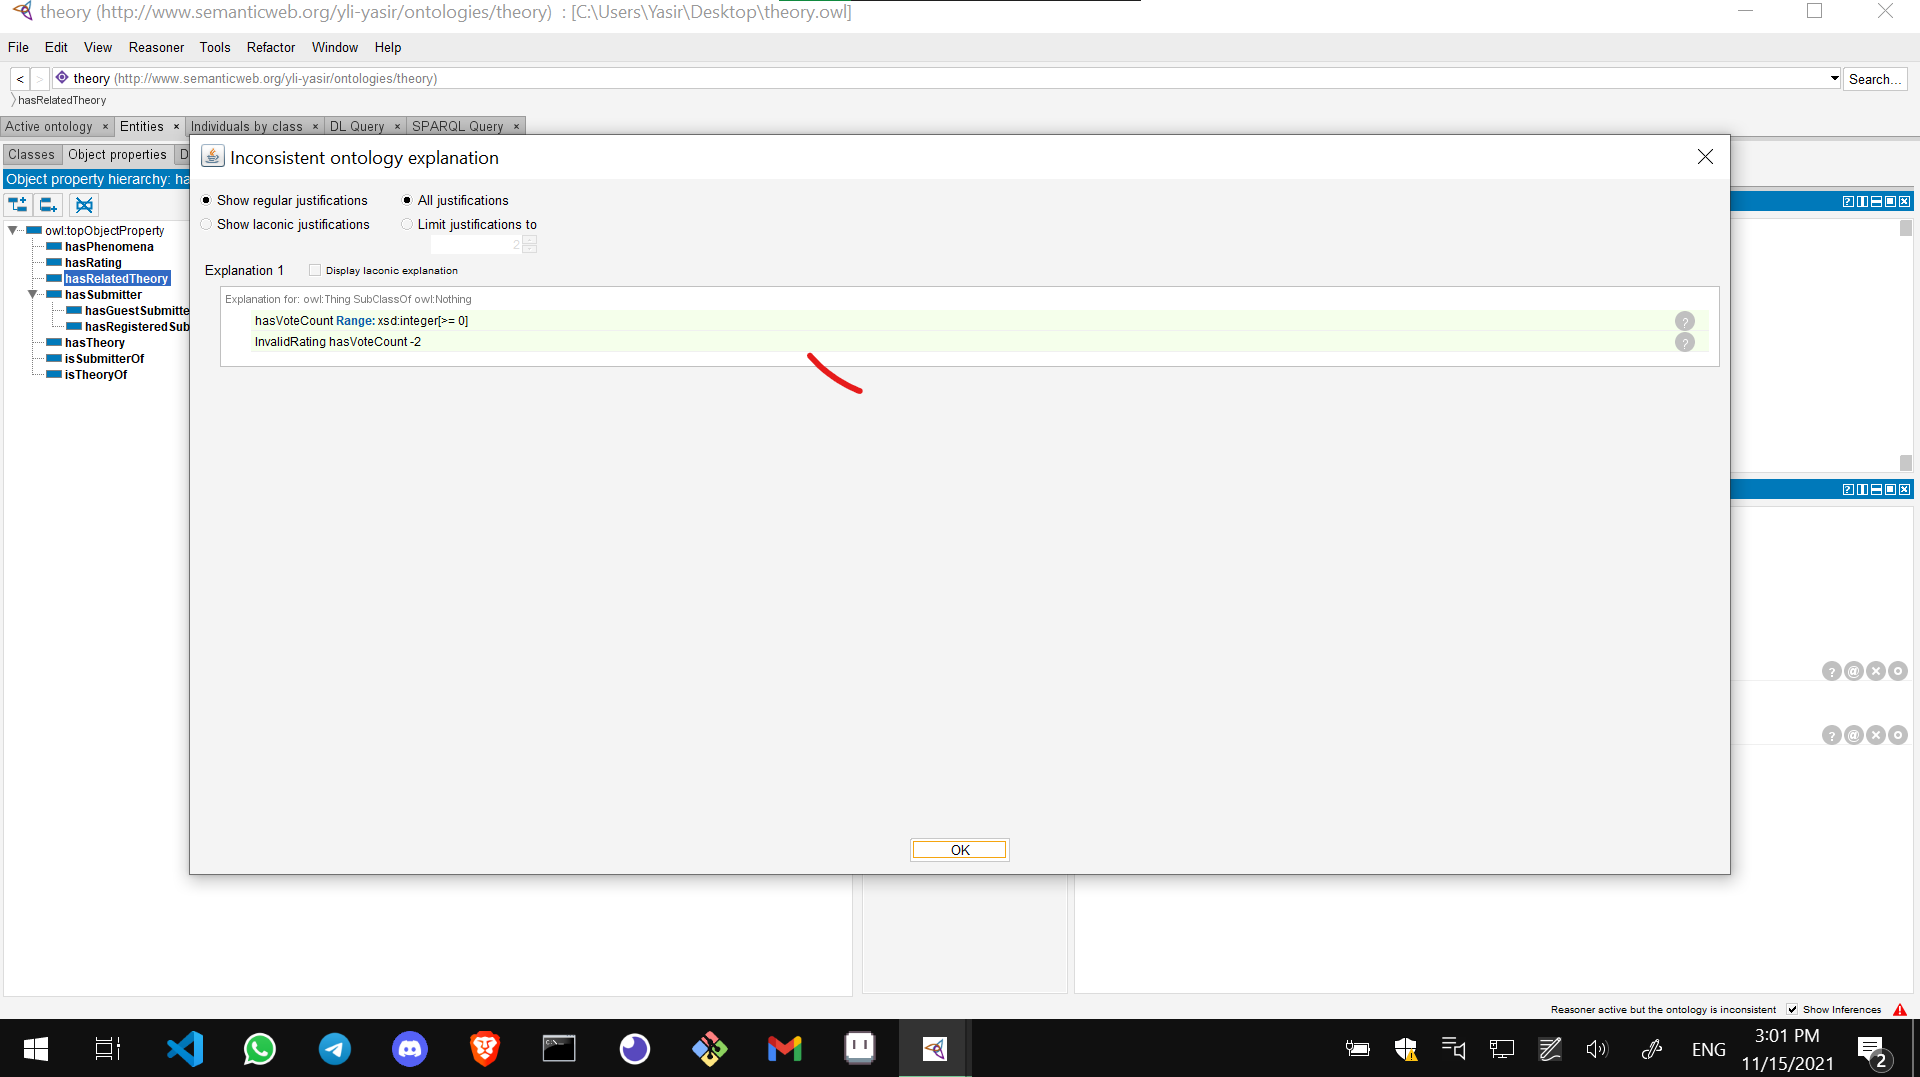 theory (http://www.semanticweb.org/yli-yasir/ontologies/theory)  : [C:\Users\Yasir\Desktop\theory.owl]
File Edit View Reasoner Tools Refactor Window Help
< > theory (http://www.semanticweb.org/yli-yasir/ontologies/theory) Search...
hasRelatedTheory
Active ontology × Entities × Individuals by class × DL Query × SPARQL Query ×
Inconsistent ontology explanation
Classes Object properties D
Object property hierarchy: ha
Show regular justifications All justifications
Show laconic justifications Limit justifications to
2
Explanation 1 Display laconic explanation
Explanation for: owl:Thing SubClassOf owl:Nothing
hasVoteCount Range: xsd:integer[>= 0]
InvalidRating hasVoteCount -2
owl:topObjectProperty
hasPhenomena
hasRating
hasRelatedTheory
hasSubmitter
hasGuestSubmitte
hasRegisteredSub
hasTheory
isSubmitterOf
isTheoryOf
OK
Reasoner active but the ontology is inconsistent Show Inferences
ENG
3:01 PM
11/15/2021
2